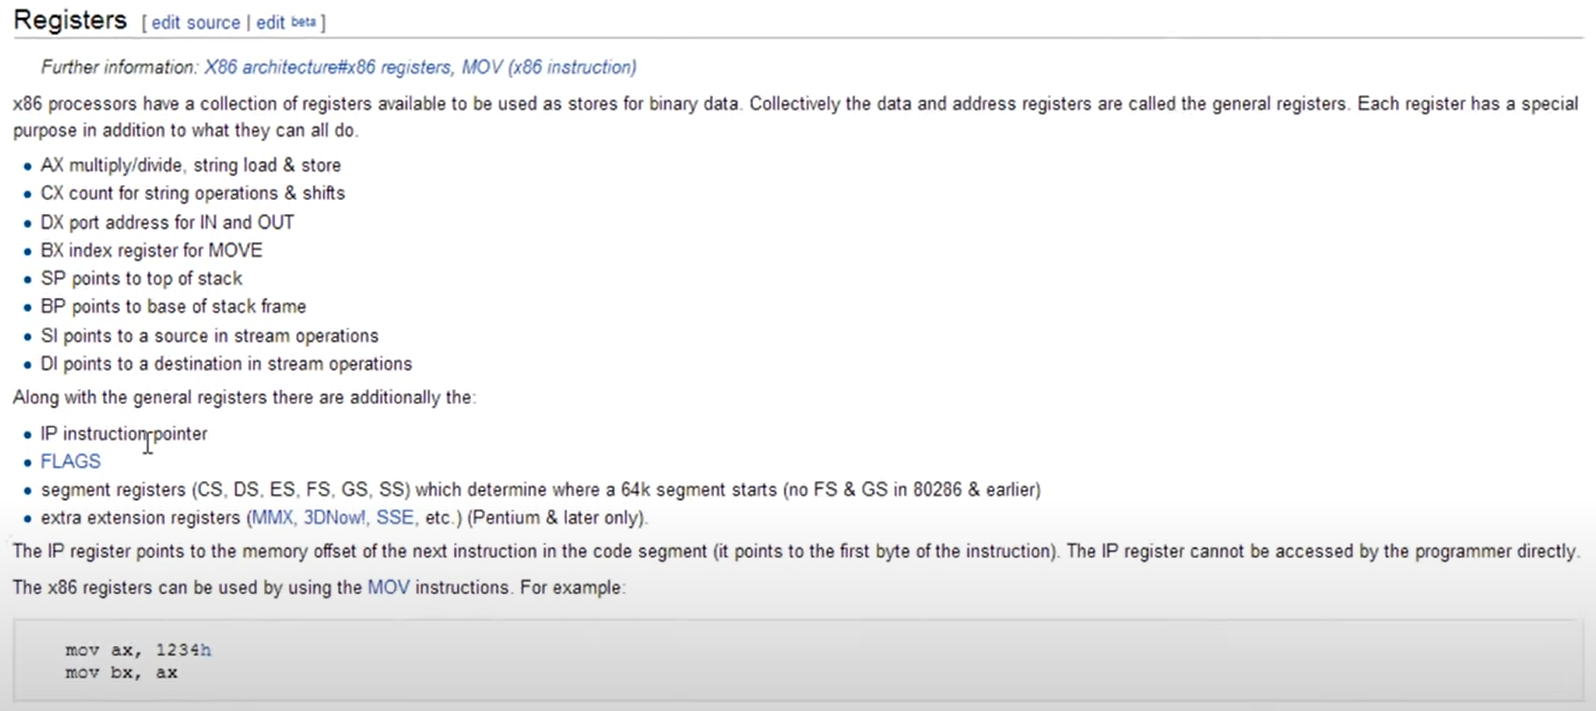 Registers [ edit source | edit beta ]
Further information: X86 architecture#x86 registers, MOV (x86 instruction)
x86 processors have a collection of registers available to be used as stores for binary data. Collectively the data and address registers are called the general registers. Each register has a special
purpose in addition to what they can all do.
• AX multiply/divide, string load & store
• CX count for string operations & shifts
• DX port address for IN and OUT
• BX index register for MOVE
• SP points to top of stack
• BP points to base of stack frame
• SI points to a source in stream operations
• DI points to a destination in stream operations
Along with the general registers there are additionally the:
• IP instruction pointer
• FLAGS
• segment registers (CS, DS, ES, FS, GS, SS) which determine where a 64k segment starts (no FS & GS in 80286 & earlier)
• extra extension registers (MMX, 3DNow!, SSE, etc.) (Pentium & later only).
The IP register points to the memory offset of the next instruction in the code segment (it points to the first byte of the instruction). The IP register cannot be accessed by the programmer directly.
The x86 registers can be used by using the MOV instructions. For example:
mov ax, 1234h
mov bx, ax